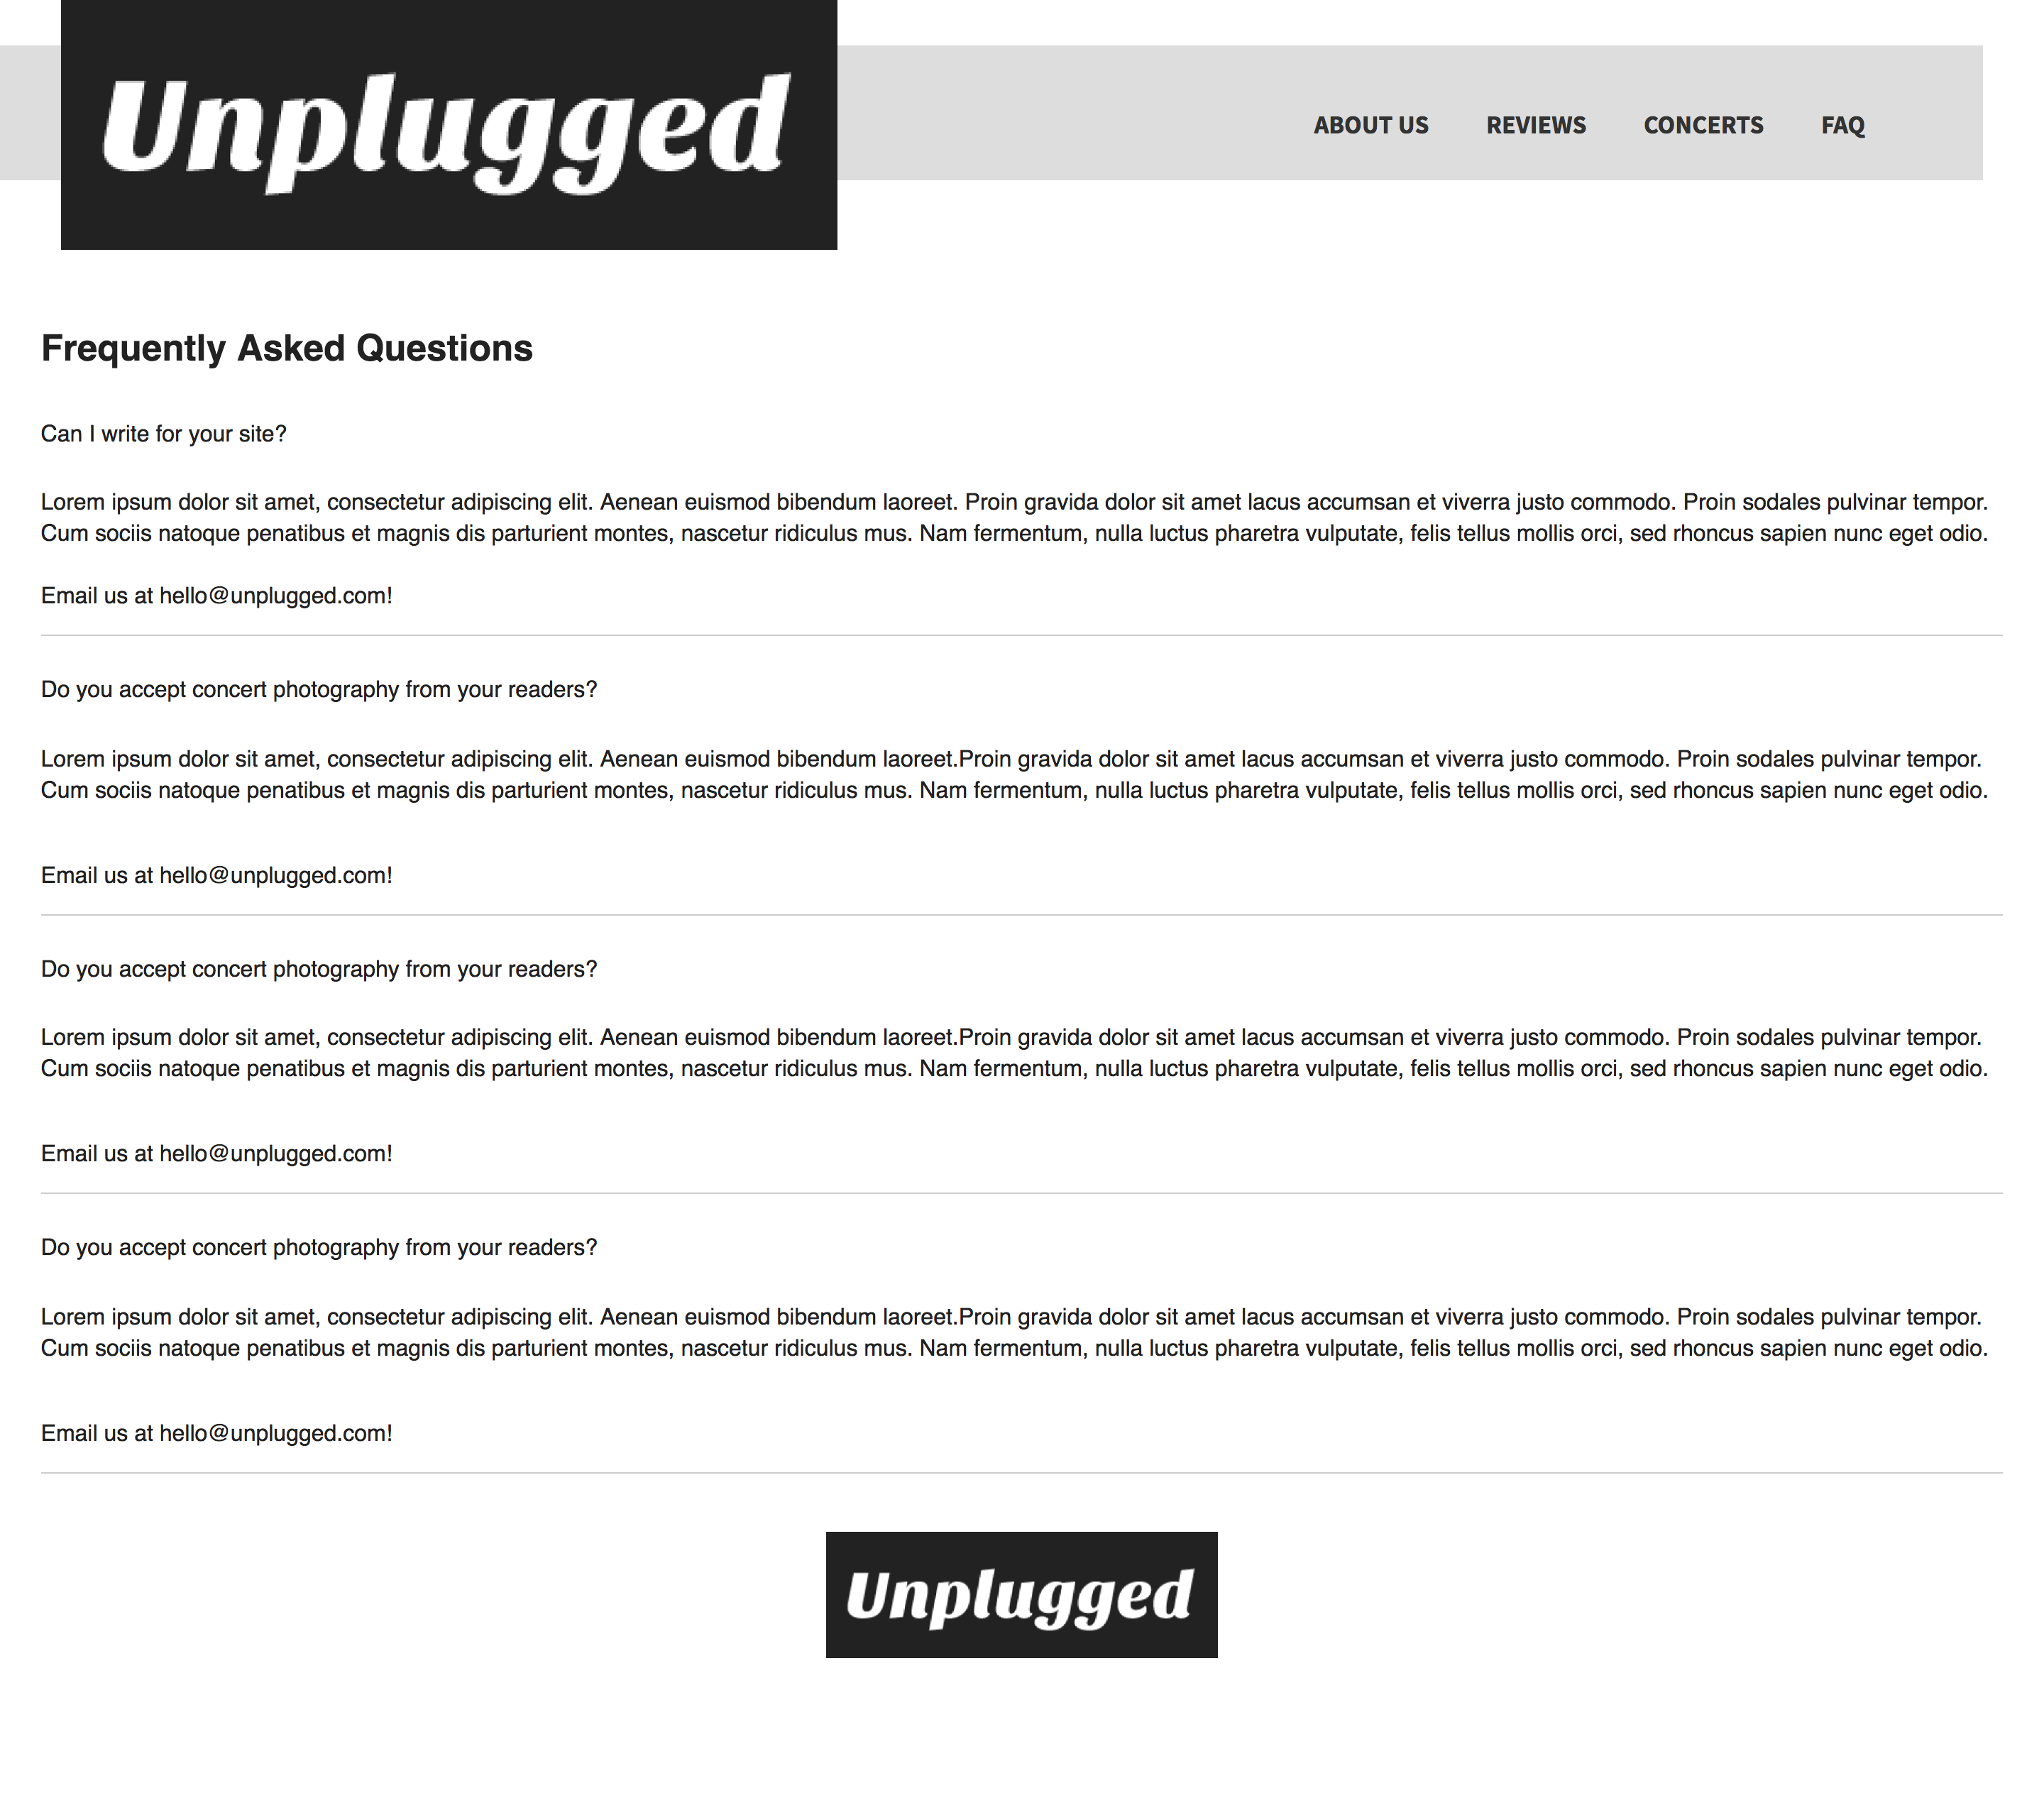 Unplugged
ABOUT US REVIEWS CONCERTS FAQ
Frequently Asked Questions
Can I write for your site?
Lorem ipsum dolor sit amet, consectetur adipiscing elit. Aenean euismod bibendum laoreet. Proin gravida dolor sit amet lacus accumsan et viverra justo commodo. Proin sodales pulvinar tempor.
Cum sociis natoque penatibus et magnis dis parturient montes, nascetur ridiculus mus. Nam fermentum, nulla luctus pharetra vulputate, felis tellus mollis orci, sed rhoncus sapien nunc eget odio.
Email us at hello@unplugged.com!
Do you accept concert photography from your readers?
Lorem ipsum dolor sit amet, consectetur adipiscing elit. Aenean euismod bibendum laoreet.Proin gravida dolor sit amet lacus accumsan et viverra justo commodo. Proin sodales pulvinar tempor.
Cum sociis natoque penatibus et magnis dis parturient montes, nascetur ridiculus mus. Nam fermentum, nulla luctus pharetra vulputate, felis tellus mollis orci, sed rhoncus sapien nunc eget odio.
Email us at hello@unplugged.com!
Do you accept concert photography from your readers?
Lorem ipsum dolor sit amet, consectetur adipiscing elit. Aenean euismod bibendum laoreet.Proin gravida dolor sit amet lacus accumsan et viverra justo commodo. Proin sodales pulvinar tempor.
Cum sociis natoque penatibus et magnis dis parturient montes, nascetur ridiculus mus. Nam fermentum, nulla luctus pharetra vulputate, felis tellus mollis orci, sed rhoncus sapien nunc eget odio.
Email us at hello@unplugged.com!
Do you accept concert photography from your readers?
Lorem ipsum dolor sit amet, consectetur adipiscing elit. Aenean euismod bibendum laoreet.Proin gravida dolor sit amet lacus accumsan et viverra justo commodo. Proin sodales pulvinar tempor.
Cum sociis natoque penatibus et magnis dis parturient montes, nascetur ridiculus mus. Nam fermentum, nulla luctus pharetra vulputate, felis tellus mollis orci, sed rhoncus sapien nunc eget odio.
Email us at hello@unplugged.com!
Unplugged